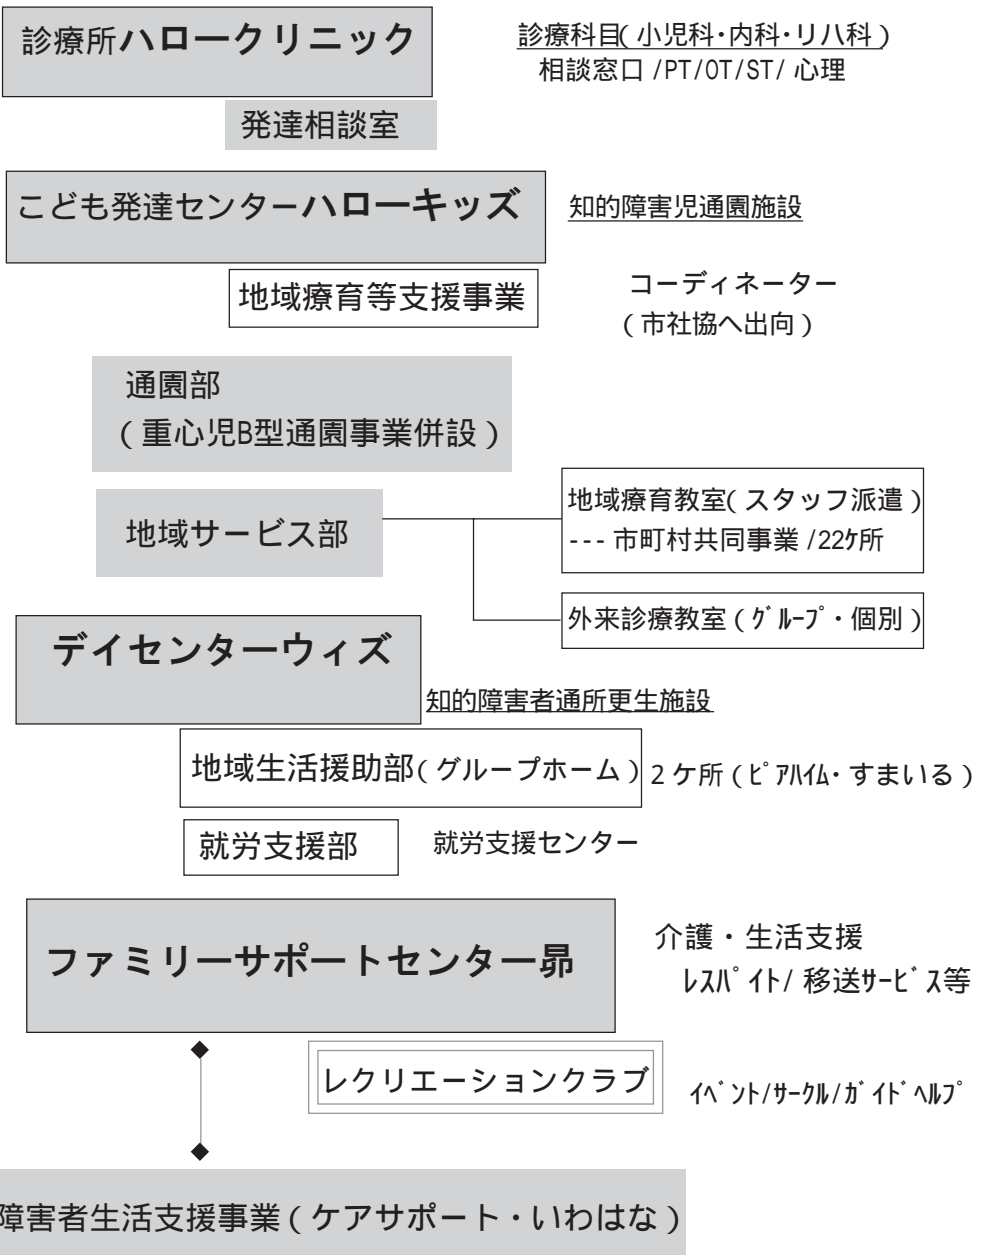 診療所ハロークリニック
診療科目(小児科・内科・リハ科)
相談窓口/PT/OT/ST/心理
発達相談室
こども発達センターハローキッズ
知的障害児通園施設
地域療育等支援事業
コーディネーター
(市社協へ出向)
通園部
(重心児B型通園事業併設)
地域サービス部
地域療育教室(スタッフ派遣)
---市町村共同事業/22ケ所
外来診療教室(グループ・個別)
デイセンターウィズ
知的障害者通所更生施設
地域生活援助部(グループホーム)
2ケ所(ピアハイム・すまいる)
就労支援部
就労支援センター
ファミリーサポートセンター昴
介護・生活支援
レスパイト/移送サービス等
レクリエーションクラブ
イベント/サークル/ガイドヘルプ
障害者生活支援事業(ケアサポート・いわはな)